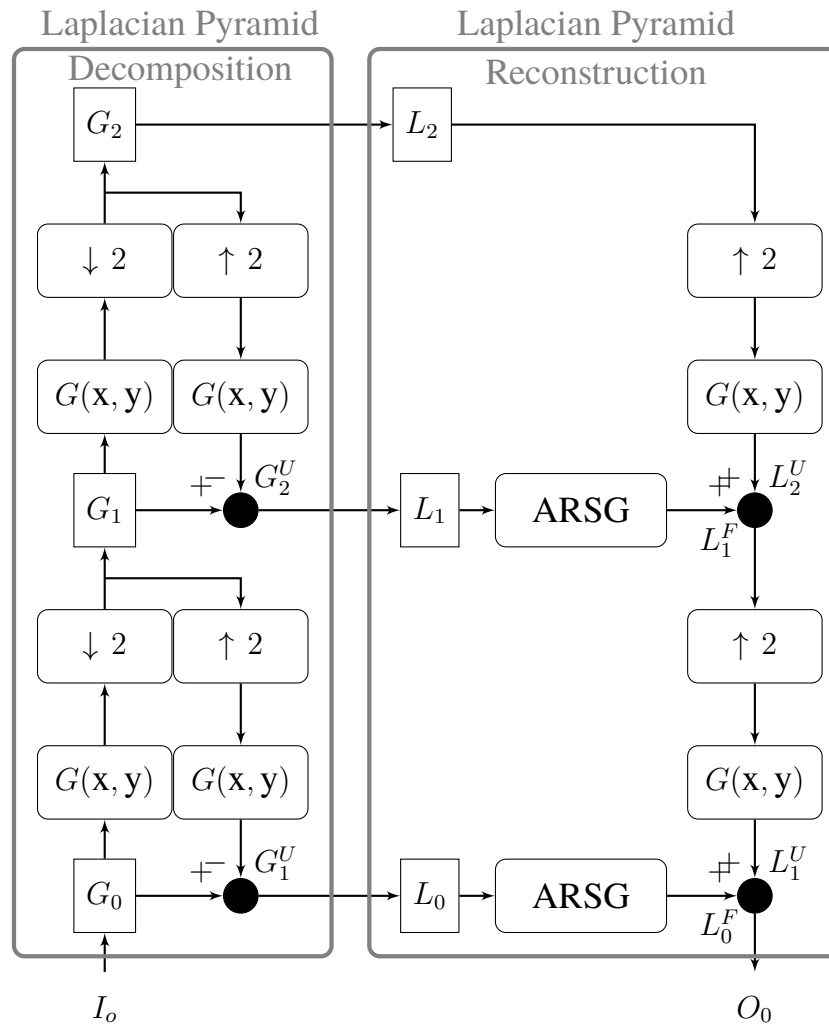 Laplacian Pyramid Laplacian Pyramid
Decomposition Reconstruction
G_2 L_2
↓ 2 ↑ 2 ↑ 2
G(x, y) G(x, y) G(x, y)
+ − G_2^U + + L_2^U
G_1 L_1 ARSG
L_1^F
↓ 2 ↑ 2 ↑ 2
G(x, y) G(x, y) G(x, y)
+ − G_1^U + + L_1^U
G_0 L_0 ARSG
L_0^F
I_o O_0